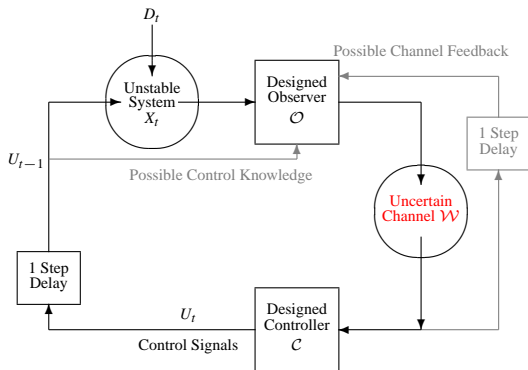 D_t
Possible Channel Feedback
Unstable
System
X_t
Designed
Observer
𝒪
1 Step
Delay
U_{t−1}
Possible Control Knowledge
Uncertain
Channel 𝒲
1 Step
Delay
U_t
Control Signals
Designed
Controller
𝒞